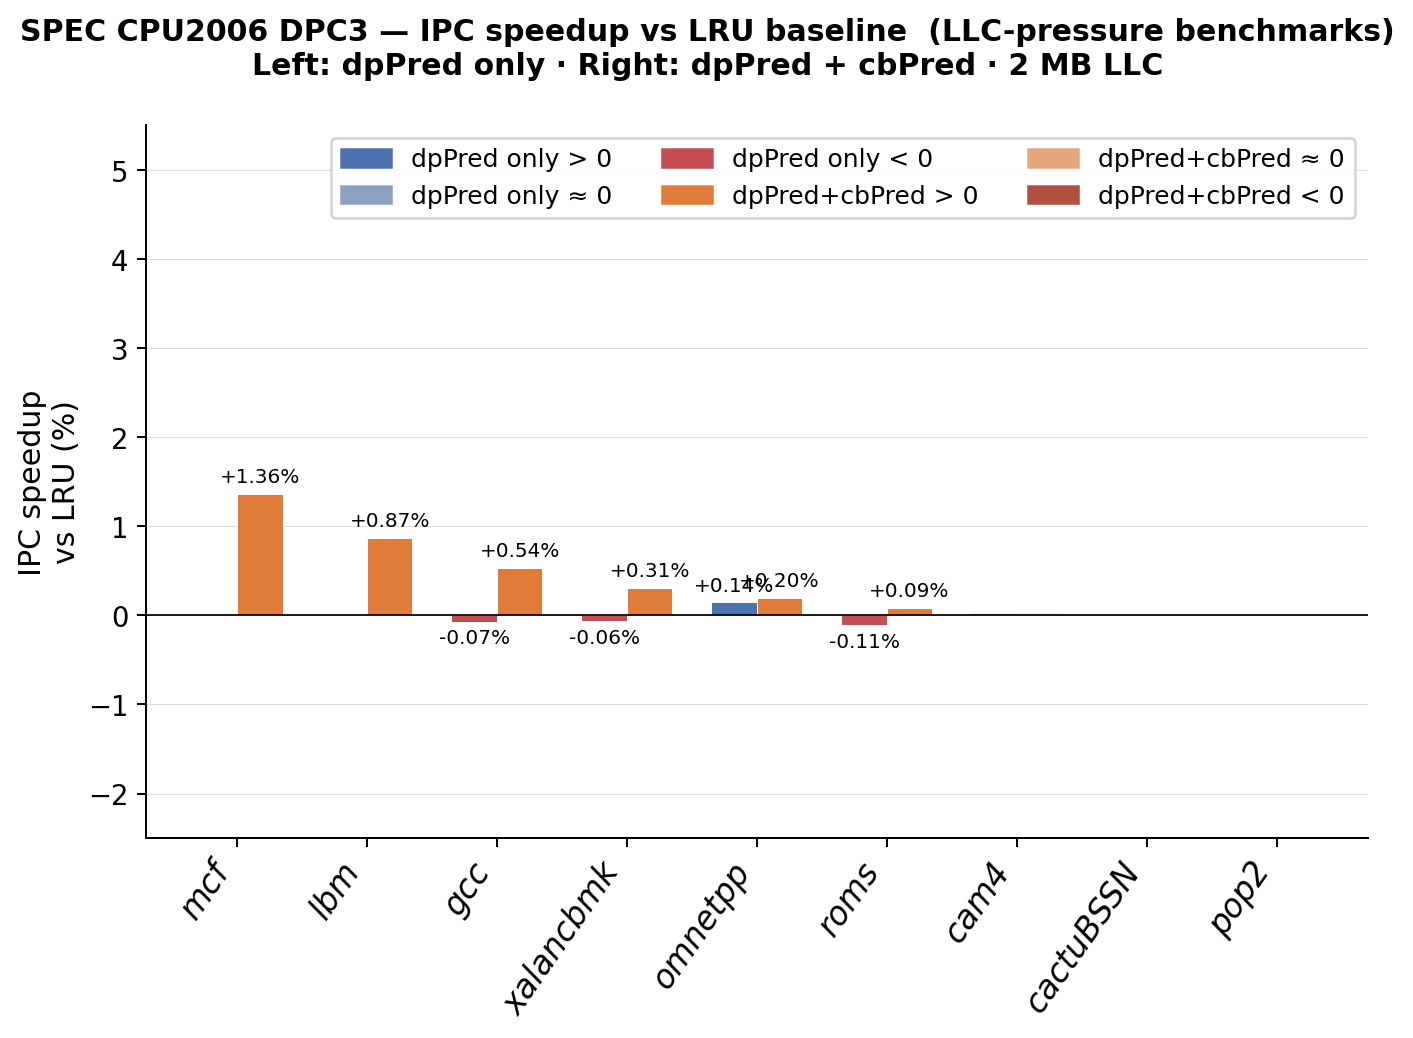 SPEC CPU2006 DPC3 — IPC speedup vs LRU baseline  (LLC-pressure benchmarks)
Left: dpPred only · Right: dpPred + cbPred · 2 MB LLC
dpPred only > 0
dpPred only ≈ 0
dpPred only < 0
dpPred+cbPred > 0
dpPred+cbPred ≈ 0
dpPred+cbPred < 0
IPC speedup
vs LRU (%)
5
4
3
2
1
0
−1
−2
+1.36%
+0.87%
+0.54%
-0.07%
+0.31%
-0.06%
+0.14%
+0.20%
+0.09%
-0.11%
mcf
lbm
gcc
xalancbmk
omnetpp
roms
cam4
cactuBSSN
pop2